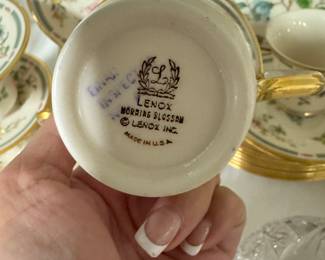 L
LENOX
MORNING BLOSSOM
© LENOX INC.
MADE IN U.S.A.